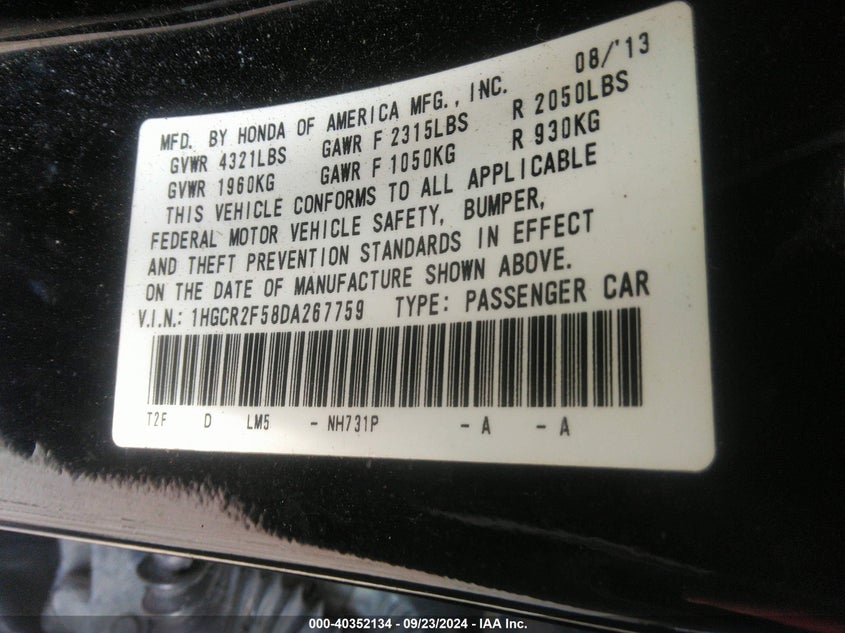 08/'13
MFD. BY HONDA OF AMERICA MFG., INC.
GVWR 4321LBS GAWR F 2315LBS R 2050LBS
GVWR 1960KG GAWR F 1050KG R 930KG
THIS VEHICLE CONFORMS TO ALL APPLICABLE
FEDERAL MOTOR VEHICLE SAFETY, BUMPER,
AND THEFT PREVENTION STANDARDS IN EFFECT
ON THE DATE OF MANUFACTURE SHOWN ABOVE.
V.I.N.: 1HGCR2F58DA267759 TYPE: PASSENGER CAR
T2F D LM5 - NH731P - A - A
000-40352134 - 09/23/2024 - IAA Inc.